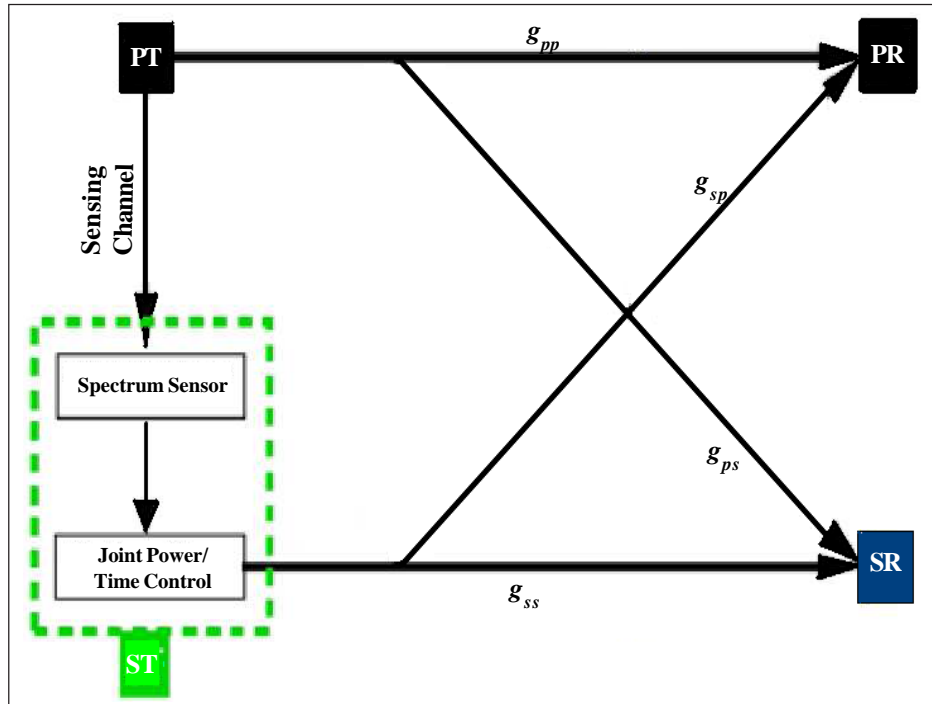 PT
g_pp
PR
Sensing
Channel
g_sp
Spectrum Sensor
g_ps
Joint Power/
Time Control
SR
g_ss
ST